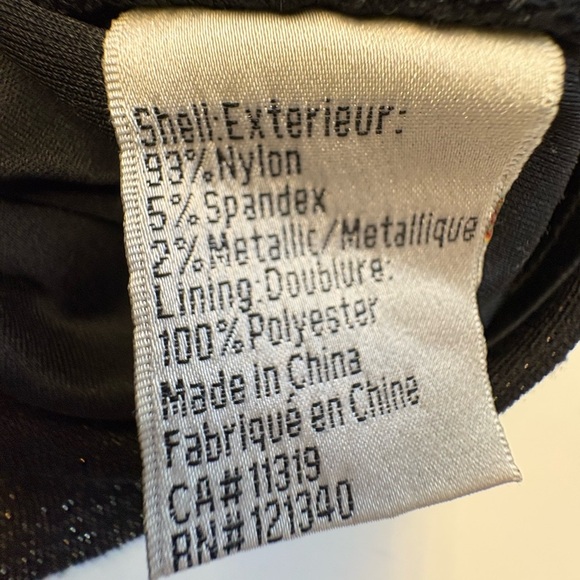 Shell:Exterieur:
93%Nylon
5%Spandex
2%Metallic/Metallique
Lining.Doublure:
100%Polyester
Made In China
Fabriqué en Chine
CA#11319
RN#121340